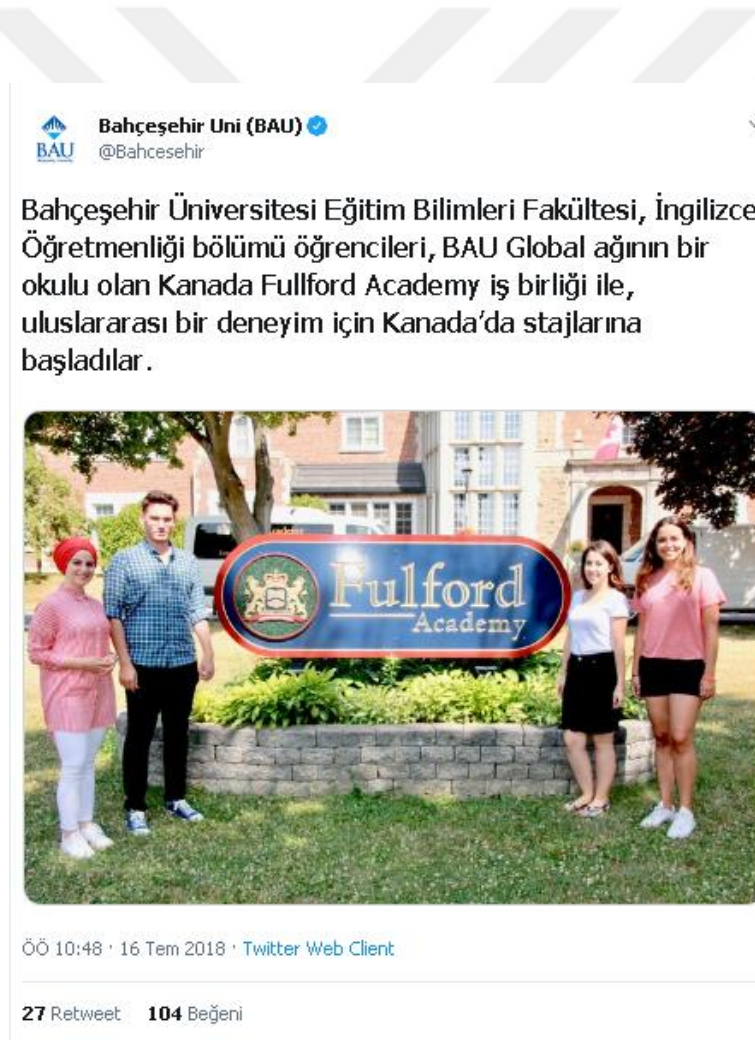 Bahçeşehir Uni (BAU)
BAU
@Bahcesehir
Bahçeşehir Üniversitesi Eğitim Bilimleri Fakültesi, İngilizce
Öğretmenliği bölümü öğrencileri, BAU Global ağının bir
okulu olan Kanada Fullford Academy iş birliği ile,
uluslararası bir deneyim için Kanada'da stajlarına
başladılar.
Fulford
Academy
ÖÖ 10:48 · 16 Tem 2018 · Twitter Web Client
27 Retweet 104 Beğeni